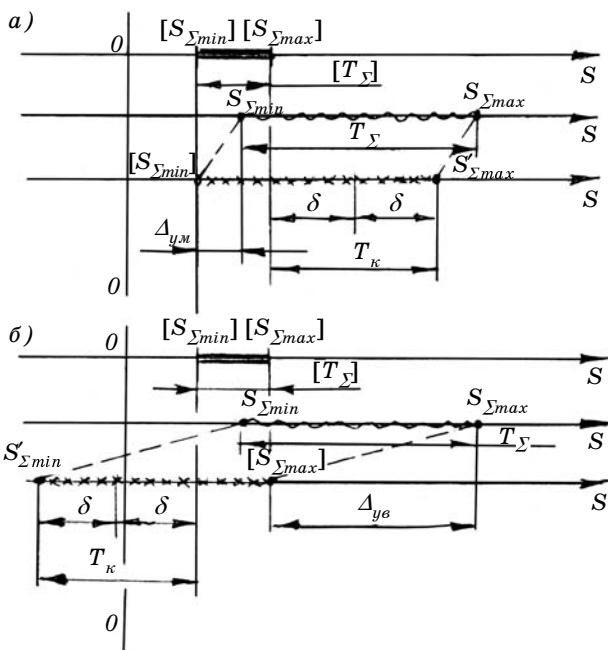 а)
0 [S_Σmin] [S_Σmax] S
[T_Σ]
S_Σmin S_Σmax S
T_Σ
[S_Σmin] S'_Σmax S
δ δ
Δ_ум T_к
0
б)
[S_Σmin] [S_Σmax]
0 S
[T_Σ]
S_Σmin S_Σmax
T_Σ S
S'_Σmin [S_Σmax] S
δ δ Δ_ув
T_к
0